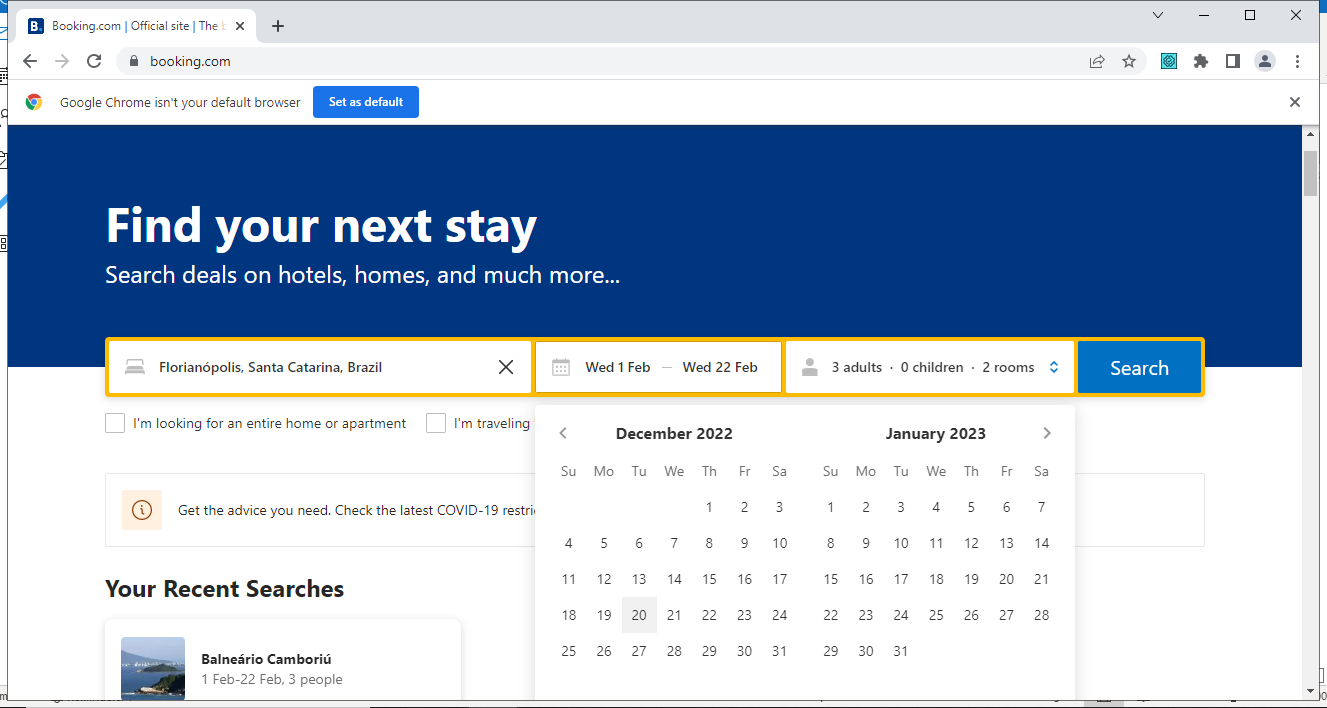 B. Booking.com | Official site | The
booking.com
Google Chrome isn't your default browser Set as default
Find your next stay
Search deals on hotels, homes, and much more...
Florianópolis, Santa Catarina, Brazil Wed 1 Feb — Wed 22 Feb 3 adults · 0 children · 2 rooms Search
I'm looking for an entire home or apartment I'm traveling
December 2022 January 2023
Su Mo Tu We Th Fr Sa Su Mo Tu We Th Fr Sa
1 2 3 1 2 3 4 5 6 7
4 5 6 7 8 9 10 8 9 10 11 12 13 14
11 12 13 14 15 16 17 15 16 17 18 19 20 21
18 19 20 21 22 23 24 22 23 24 25 26 27 28
25 26 27 28 29 30 31 29 30 31
Get the advice you need. Check the latest COVID-19 restri
Your Recent Searches
Balneário Camboriú
1 Feb-22 Feb, 3 people